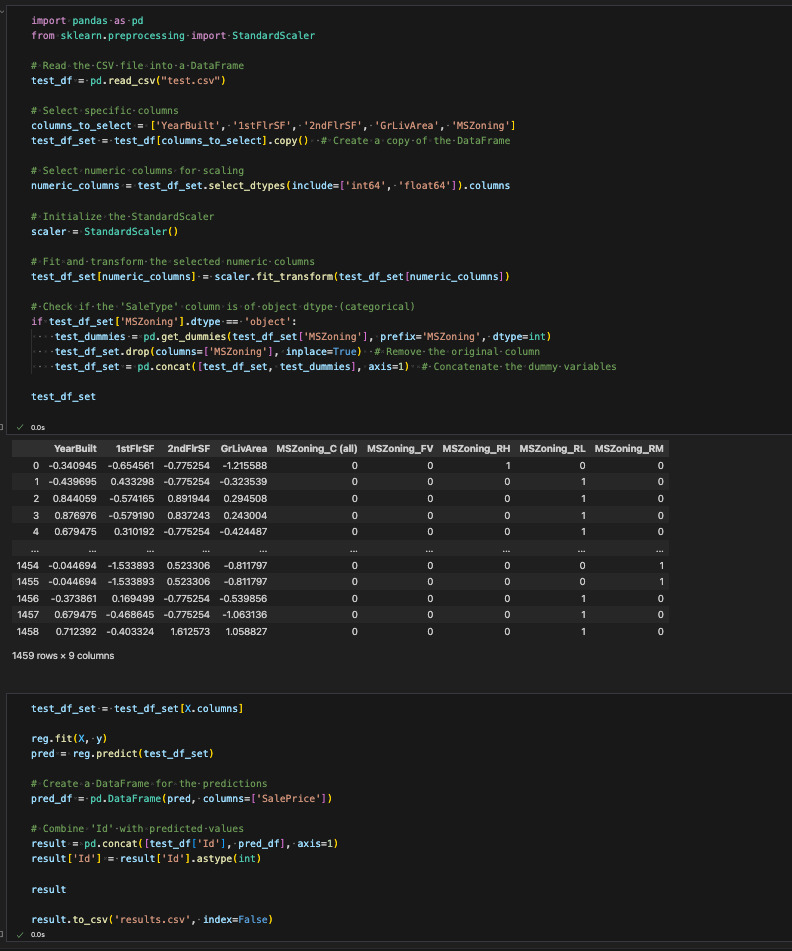 import pandas as pd
from sklearn.preprocessing import StandardScaler
# Read the CSV file into a DataFrame
test_df = pd.read_csv("test.csv")
# Select specific columns
columns_to_select = ['YearBuilt', '1stFlrSF', '2ndFlrSF', 'GrLivArea', 'MSZoning']
test_df_set = test_df[columns_to_select].copy()  # Create a copy of the DataFrame
# Select numeric columns for scaling
numeric_columns = test_df_set.select_dtypes(include=['int64', 'float64']).columns
# Initialize the StandardScaler
scaler = StandardScaler()
# Fit and transform the selected numeric columns
test_df_set[numeric_columns] = scaler.fit_transform(test_df_set[numeric_columns])
# Check if the 'SaleType' column is of object dtype (categorical)
if test_df_set['MSZoning'].dtype == 'object':
    test_dummies = pd.get_dummies(test_df_set['MSZoning'], prefix='MSZoning', dtype=int)
    test_df_set.drop(columns=['MSZoning'], inplace=True)  # Remove the original column
    test_df_set = pd.concat([test_df_set, test_dummies], axis=1)  # Concatenate the dummy variables
test_df_set
0.0s
YearBuilt 1stFlrSF 2ndFlrSF GrLivArea MSZoning_C (all) MSZoning_FV MSZoning_RH MSZoning_RL MSZoning_RM
0 -0.340945 -0.654561 -0.775254 -1.215588 0 0 1 0 0
1 -0.439695 0.433298 -0.775254 -0.323539 0 0 0 1 0
2 0.844059 -0.574165 0.891944 0.294508 0 0 0 1 0
3 0.876976 -0.579190 0.837243 0.243004 0 0 0 1 0
4 0.679475 0.310192 -0.775254 -0.424487 0 0 0 1 0
... ... ... ... ... ... ... ... ... ...
1454 -0.044694 -1.533893 0.523306 -0.811797 0 0 0 0 1
1455 -0.044694 -1.533893 0.523306 -0.811797 0 0 0 0 1
1456 -0.373861 0.169499 -0.775254 -0.539856 0 0 0 1 0
1457 0.679475 -0.468645 -0.775254 -1.063136 0 0 0 1 0
1458 0.712392 -0.403324 1.612573 1.058827 0 0 0 1 0
1459 rows × 9 columns
test_df_set = test_df_set[X.columns]
reg.fit(X, y)
pred = reg.predict(test_df_set)
# Create a DataFrame for the predictions
pred_df = pd.DataFrame(pred, columns=['SalePrice'])
# Combine 'Id' with predicted values
result = pd.concat([test_df['Id'], pred_df], axis=1)
result['Id'] = result['Id'].astype(int)
result
result.to_csv('results.csv', index=False)
0.0s